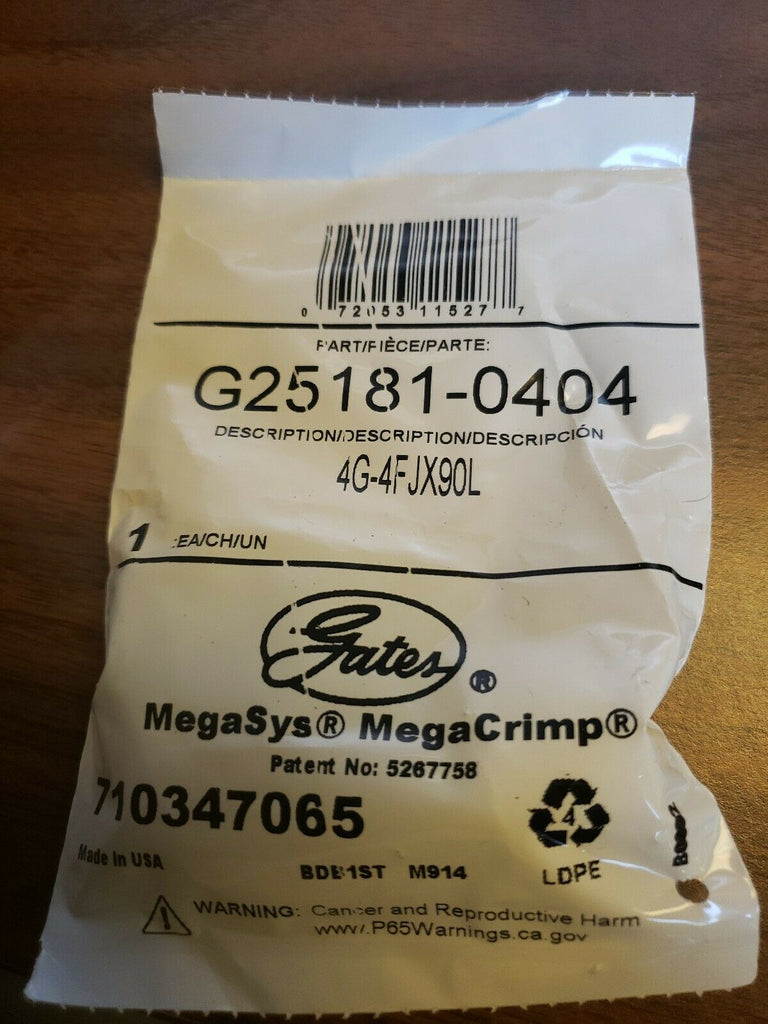 0 72053 11527 7
PART/PIÈCE/PARTE:
G25181-0404
DESCRIPTION/DESCRIPTION/DESCRIPCIÓN
4G-4FJX90L
1 EA/CH/UN
Gates ®
MegaSys® MegaCrimp®
Patent No: 5267758
710347065
4
Made in USA
BDB1ST M914
LDPE
WARNING: Cancer and Reproductive Harm
www.P65Warnings.ca.gov